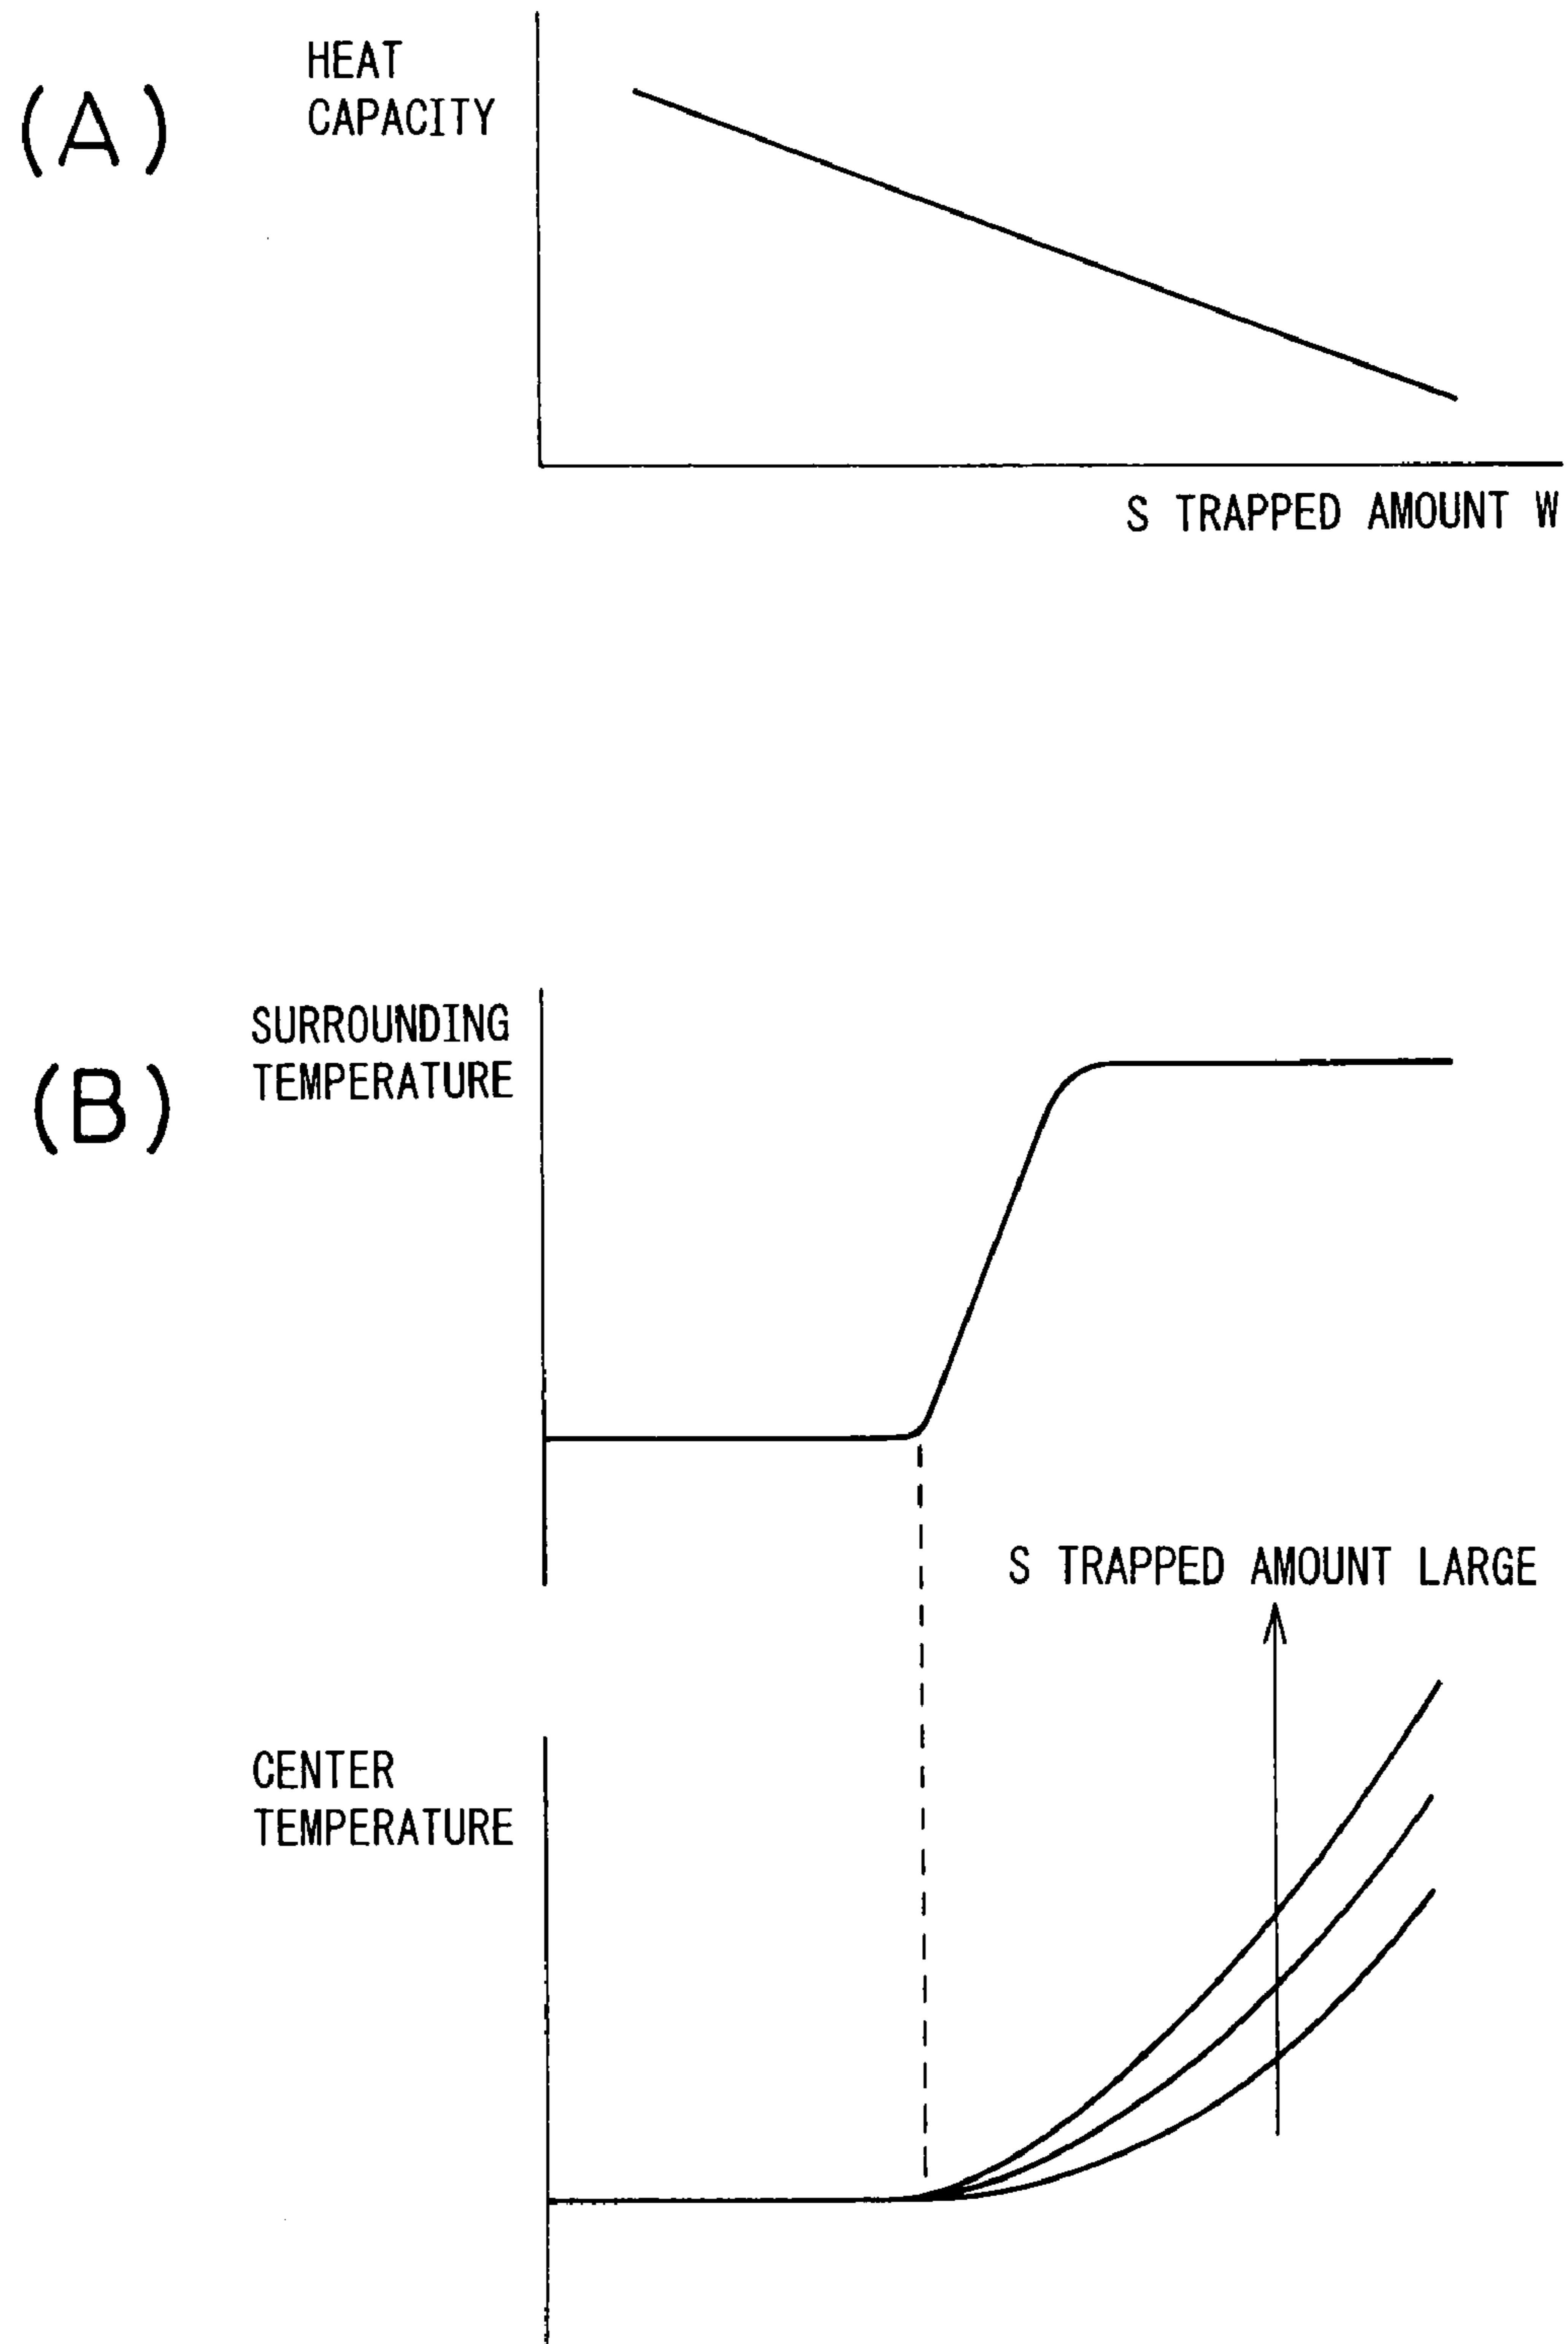 (A)
HEAT
CAPACITY
S TRAPPED AMOUNT W
(B)
SURROUNDING
TEMPERATURE
S TRAPPED AMOUNT LARGE
CENTER
TEMPERATURE